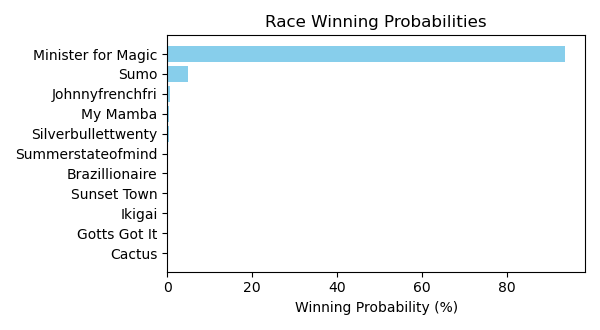 Race Winning Probabilities
Minister for Magic
Sumo
Johnnyfrenchfri
My Mamba
Silverbullettwenty
Summerstateofmind
Brazillionaire
Sunset Town
Ikigai
Gotts Got It
Cactus
0 20 40 60 80
Winning Probability (%)